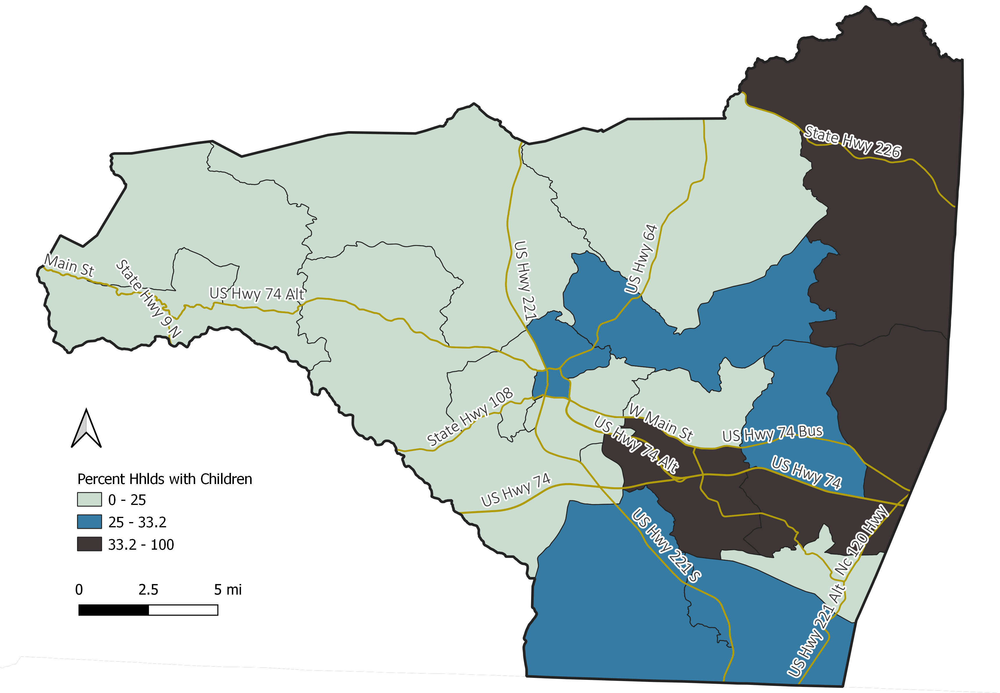 State Hwy 226
US Hwy 64
US Hwy 221
Main St
State Hwy 9 N
US Hwy 74 Alt
State Hwy 108
W Main St
US Hwy 74 Alt
US Hwy 74 Bus
US Hwy 74
US Hwy 74
US Hwy 221 S
Nc 120 Hwy
US Hwy 221 Alt
Percent Hhlds with Children
0 - 25
25 - 33.2
33.2 - 100
0 2.5 5 mi